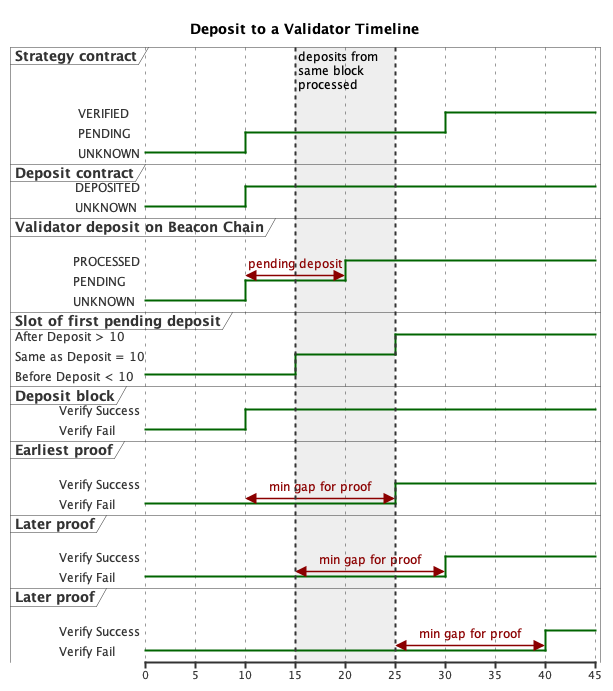 Deposit to a Validator Timeline
Strategy contract
deposits from
same block
processed
VERIFIED
PENDING
UNKNOWN
Deposit contract
DEPOSITED
UNKNOWN
Validator deposit on Beacon Chain
PROCESSED
pending deposit
PENDING
UNKNOWN
Slot of first pending deposit
After Deposit > 10
Same as Deposit = 10
Before Deposit < 10
Deposit block
Verify Success
Verify Fail
Earliest proof
Verify Success
min gap for proof
Verify Fail
Later proof
Verify Success
min gap for proof
Verify Fail
Later proof
Verify Success
min gap for proof
Verify Fail
0 5 10 15 20 25 30 35 40 45